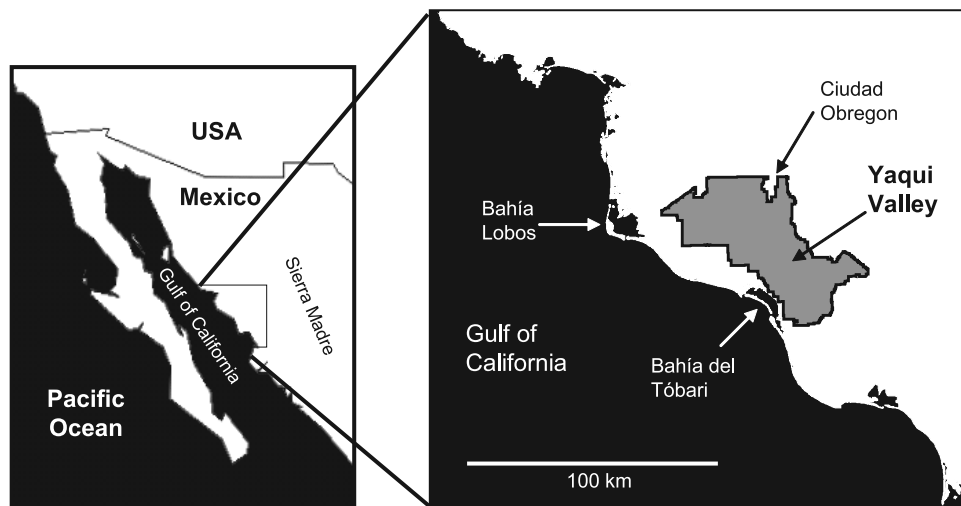 USA
Mexico
Sierra Madre
Gulf of California
Pacific
Ocean
Ciudad
Obregon
Yaqui
Valley
Bahía
Lobos
Gulf of
California
Bahía del
Tóbari
100 km